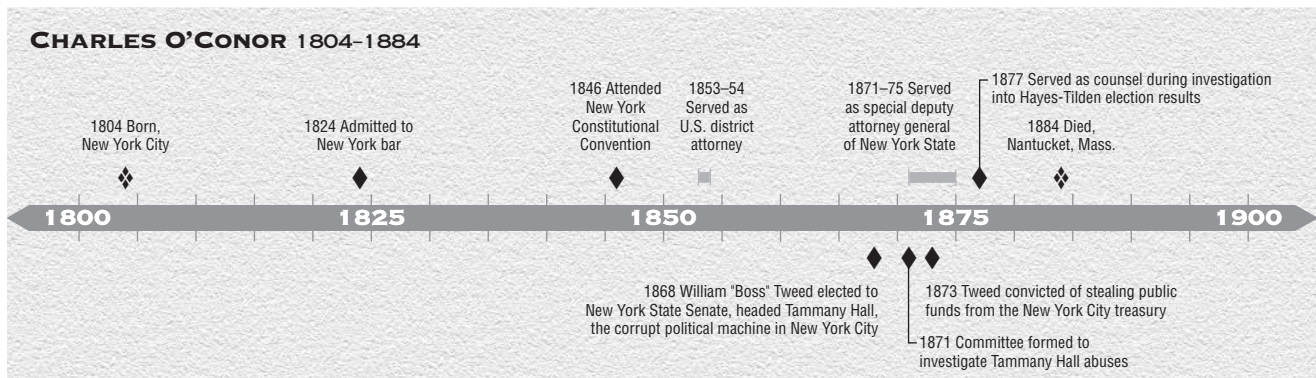 CHARLES O'CONOR 1804–1884
1804 Born,
New York City
1824 Admitted to
New York bar
1846 Attended
New York
Constitutional
Convention
1853–54
Served as
U.S. district
attorney
1871–75 Served
as special deputy
attorney general
of New York State
1877 Served as counsel during investigation
into Hayes-Tilden election results
1884 Died,
Nantucket, Mass.
1800 1825 1850 1875 1900
1868 William "Boss" Tweed elected to
New York State Senate, headed Tammany Hall,
the corrupt political machine in New York City
1873 Tweed convicted of stealing public
funds from the New York City treasury
1871 Committee formed to
investigate Tammany Hall abuses